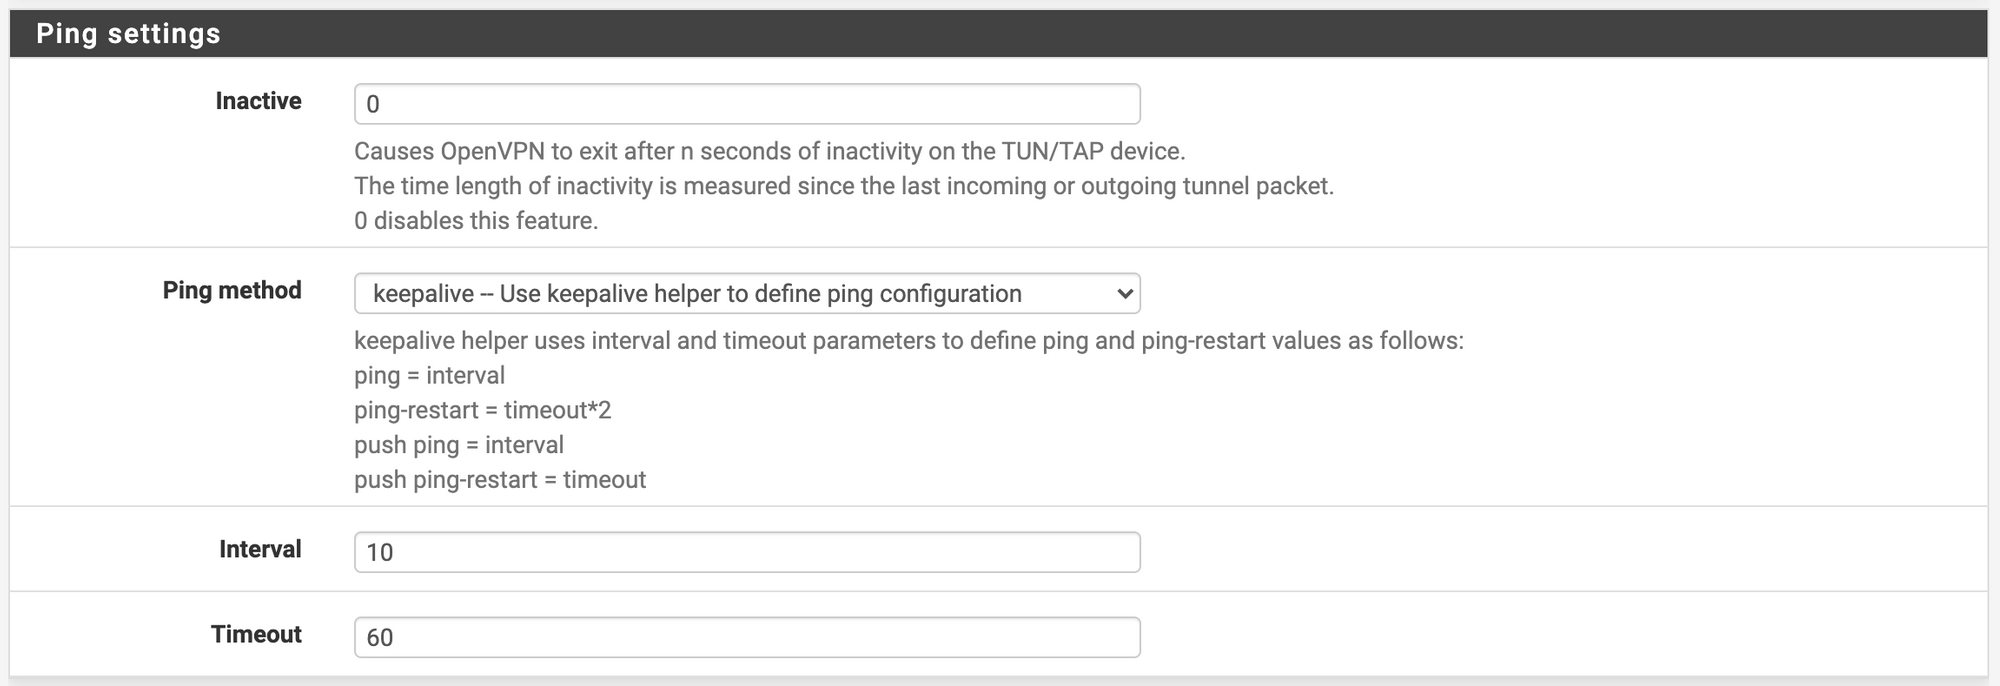 Ping settings
Inactive
0
Causes OpenVPN to exit after n seconds of inactivity on the TUN/TAP device.
The time length of inactivity is measured since the last incoming or outgoing tunnel packet.
0 disables this feature.
Ping method
keepalive -- Use keepalive helper to define ping configuration
keepalive helper uses interval and timeout parameters to define ping and ping-restart values as follows:
ping = interval
ping-restart = timeout*2
push ping = interval
push ping-restart = timeout
Interval
10
Timeout
60